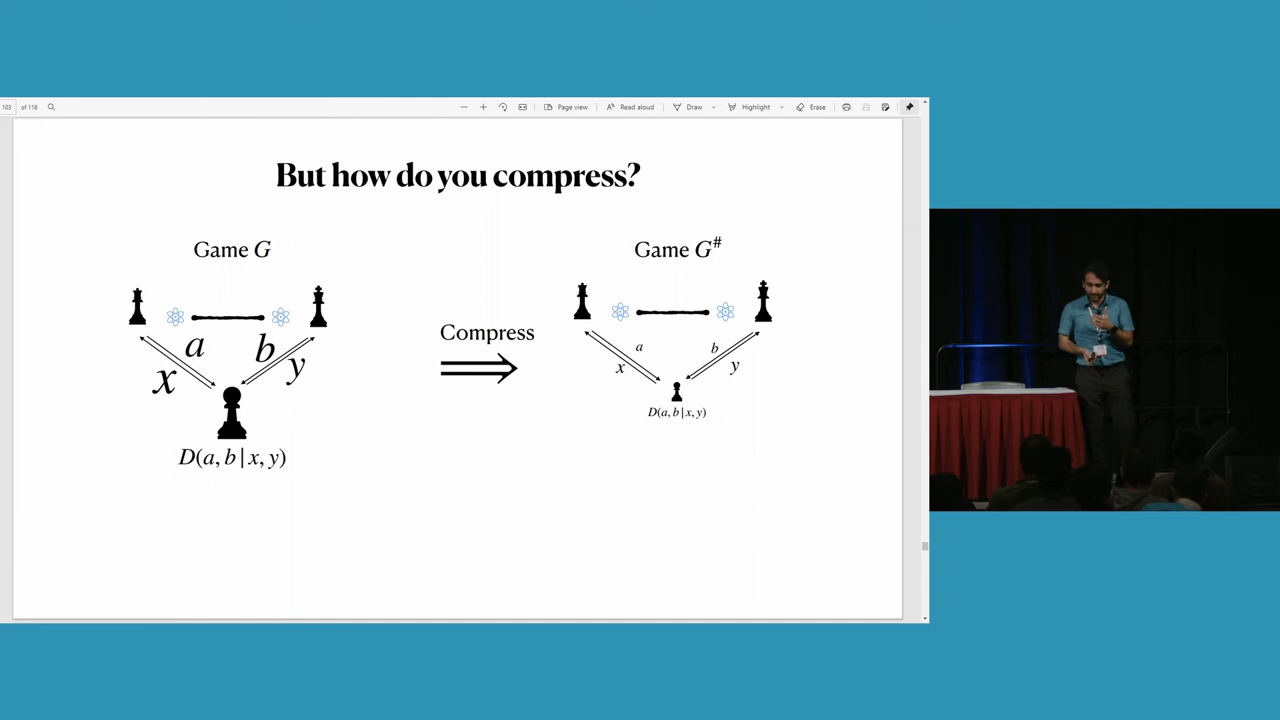 103 of 118
Page view
Read aloud
Draw
Highlight
Erase
But how do you compress?
Game G
Game G#
Compress
a
b
x
y
D(a, b | x, y)
a
b
x
y
D(a, b | x, y)